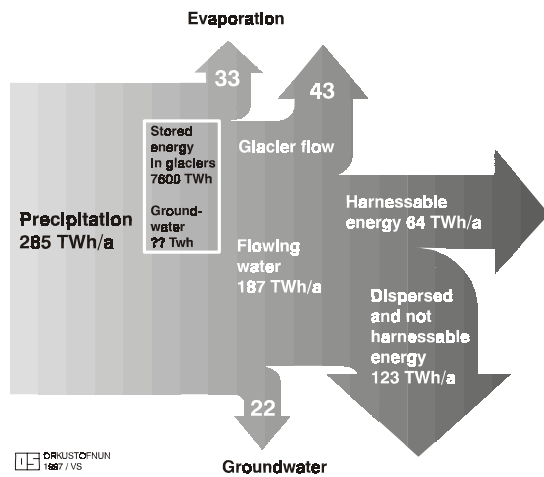 Evaporation
33
43
Stored
energy
in glaciers
7600 TWh
Ground-
water
?? Twh
Glacier flow
Precipitation
285 TWh/a
Harnessable
energy 64 TWh/a
Flowing
water
187 TWh/a
Dispersed
and not
harnessable
energy
123 TWh/a
22
Groundwater
OS
ORKUSTOFNUN
1997 / VS